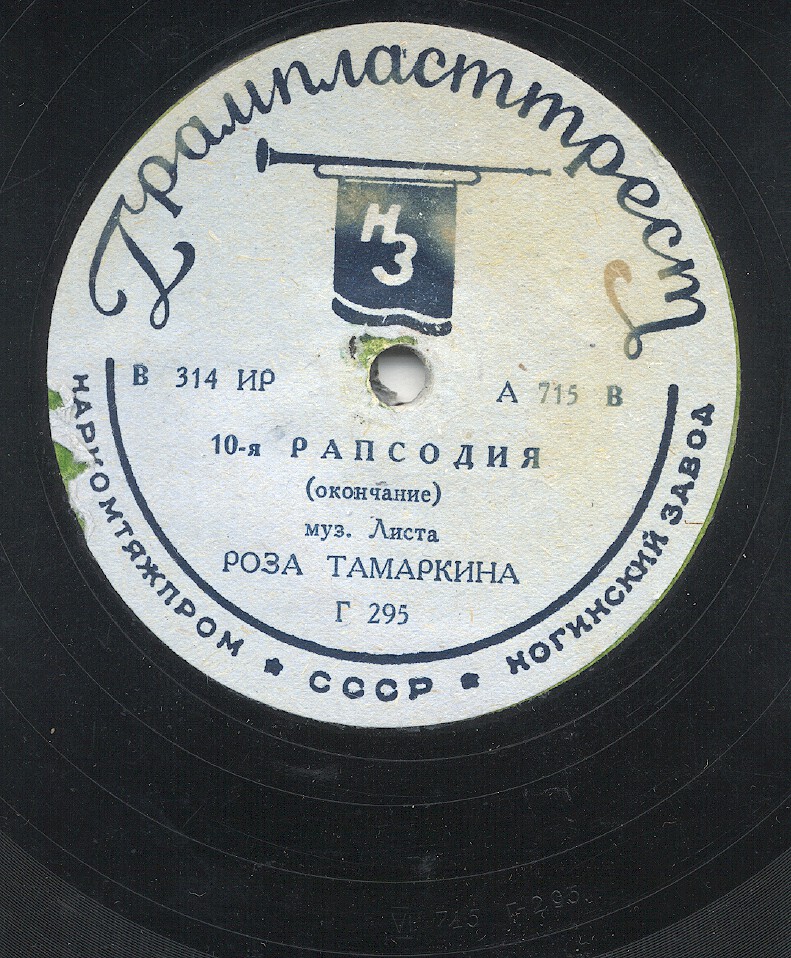 Грампласттрест
НЗ
В 314 ИР
А 715 В
10-я РАПСОДИЯ
(окончание)
муз. Листа
РОЗА ТАМАРКИНА
Г 295
НАРКОМТЯЖПРОМ * СССР * НОГИНСКИЙ ЗАВОД